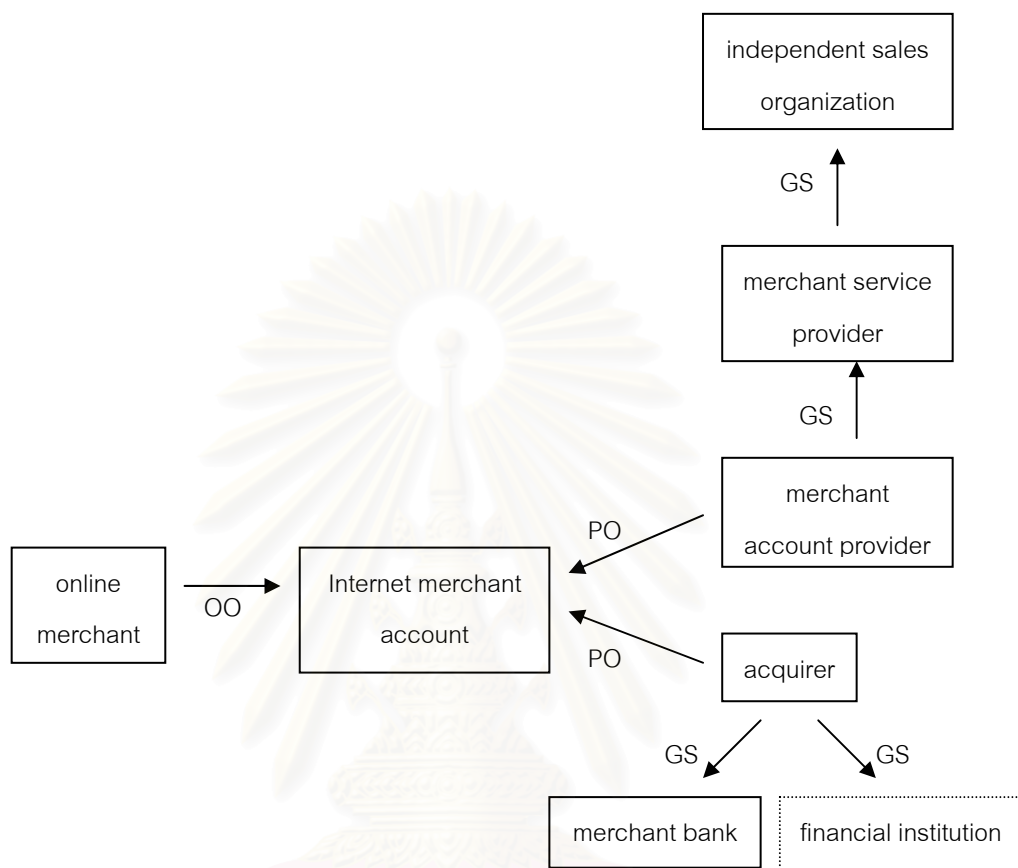 independent sales
organization
GS
merchant service
provider
GS
merchant
account provider
PO
online
merchant
OO
Internet merchant
account
PO
acquirer
GS
GS
merchant bank
financial institution